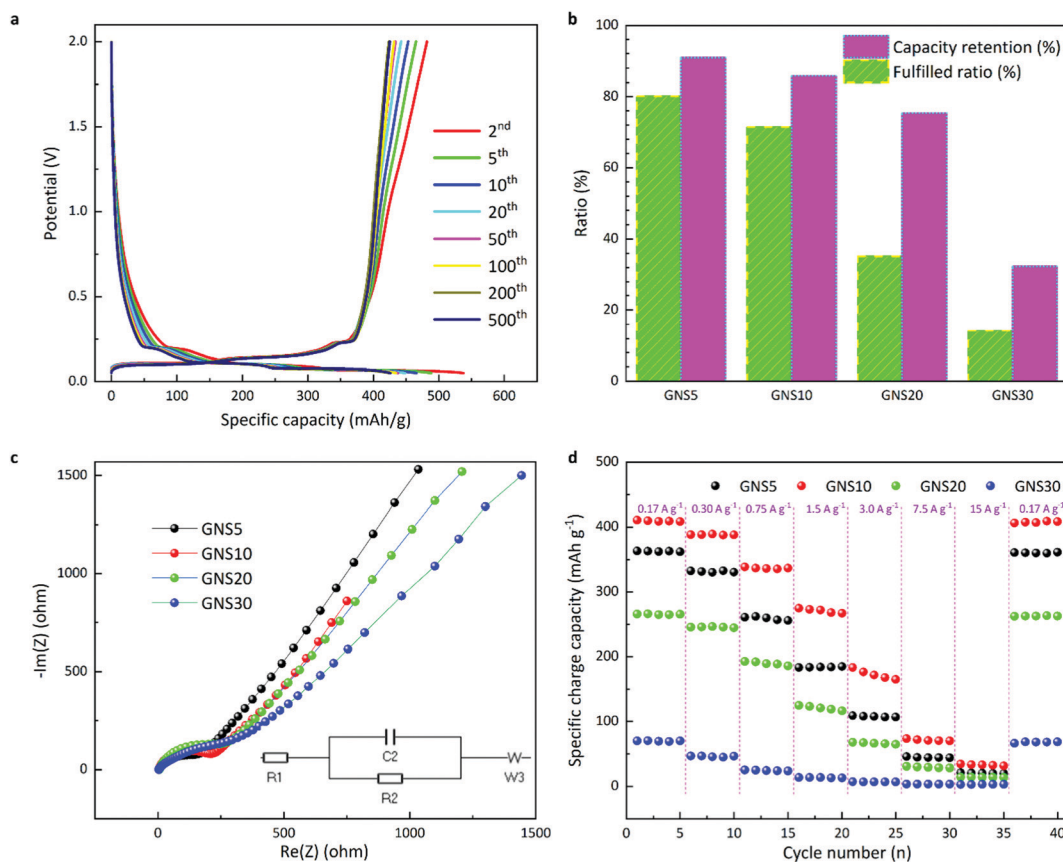 a
2.0
1.5
1.0
0.5
0.0
Potential (V)
0 100 200 300 400 500 600
Specific capacity (mAh/g)
2nd
5th
10th
20th
50th
100th
200th
500th
b
100
80
60
40
20
0
Ratio (%)
Capacity retention (%)
Fulfilled ratio (%)
GNS5 GNS10 GNS20 GNS30
c
1500
1000
500
0
-Im(Z) (ohm)
GNS5
GNS10
GNS20
GNS30
R1 C2 R2 W W3
0 500 1000 1500
Re(Z) (ohm)
d
500
400
300
200
100
0
Specific charge capacity (mAh g-1)
GNS5 GNS10 GNS20 GNS30
0.17 A g-1 0.30 A g-1 0.75 A g-1 1.5 A g-1 3.0 A g-1 7.5 A g-1 15 A g-1 0.17 A g-1
0 5 10 15 20 25 30 35 40
Cycle number (n)